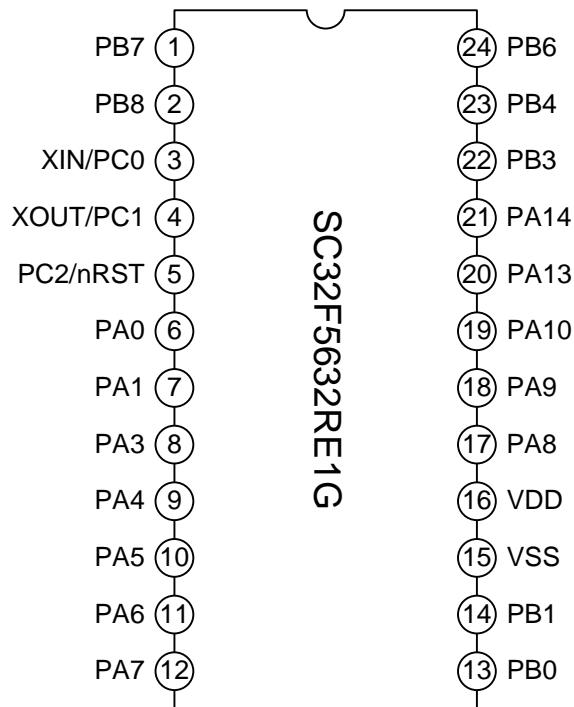 PB7 1 24 PB6
PB8 2 23 PB4
XIN/PC0 3 22 PB3
XOUT/PC1 4 21 PA14
PC2/nRST 5 20 PA13
PA0 6 19 PA10
PA1 7 18 PA9
PA3 8 17 PA8
PA4 9 16 VDD
PA5 10 15 VSS
PA6 11 14 PB1
PA7 12 13 PB0
SC32F5632RE1G